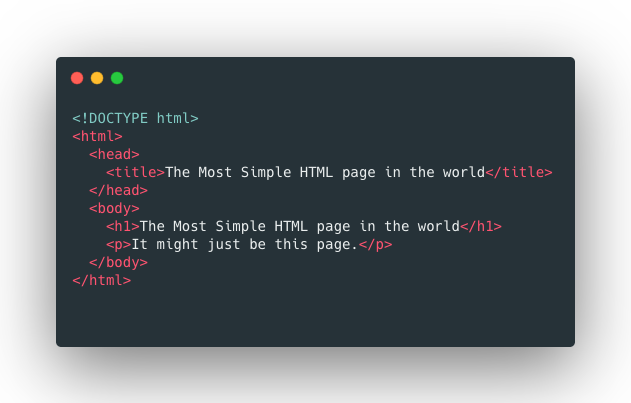 <!DOCTYPE html>
<html>
  <head>
    <title>The Most Simple HTML page in the world</title>
  </head>
  <body>
    <h1>The Most Simple HTML page in the world</h1>
    <p>It might just be this page.</p>
  </body>
</html>